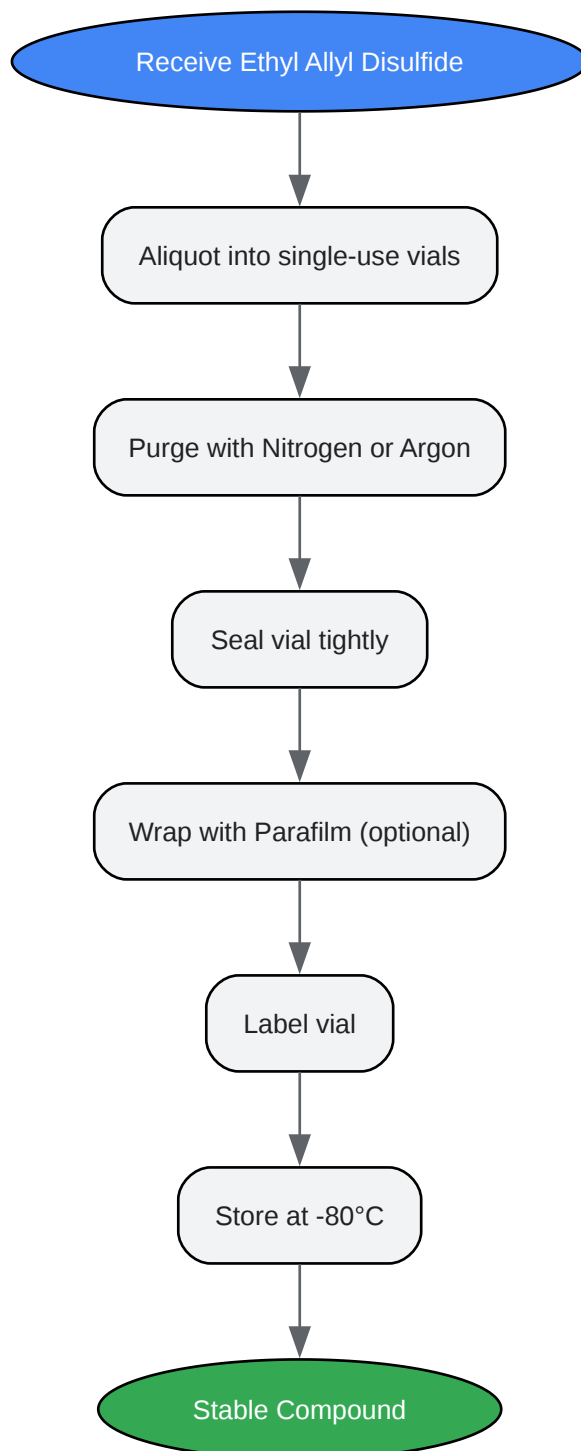 Receive Ethyl Allyl Disulfide
Aliquot into single-use vials
Purge with Nitrogen or Argon
Seal vial tightly
Wrap with Parafilm (optional)
Label vial
Store at -80°C
Stable Compound